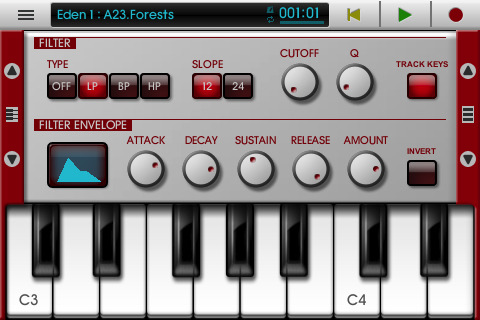 Eden 1 : A23.Forests 001:01
FILTER
TYPE SLOPE CUTOFF Q TRACK KEYS
OFF LP BP HP 12 24
FILTER ENVELOPE
ATTACK DECAY SUSTAIN RELEASE AMOUNT INVERT
C3 C4